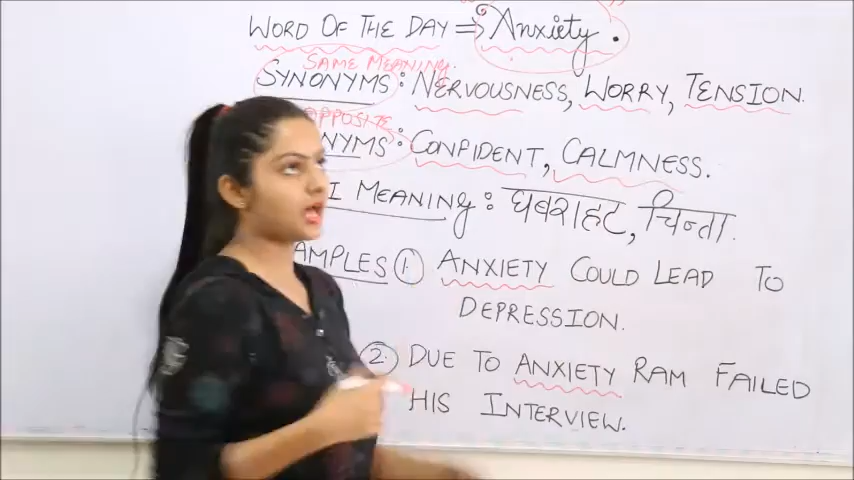 WORD OF THE DAY ⇒ Anxiety.
SAME MEANING
SYNONYMS: NERVOUSNESS, WORRY, TENSION.
OPPOSITE
NYMS: CONFIDENT, CALMNESS.
I MEANING: घबराहट, चिन्ता.
AMPLES ① ANXIETY COULD LEAD TO
DEPRESSION.
② DUE TO ANXIETY RAM FAILED
HIS INTERVIEW.